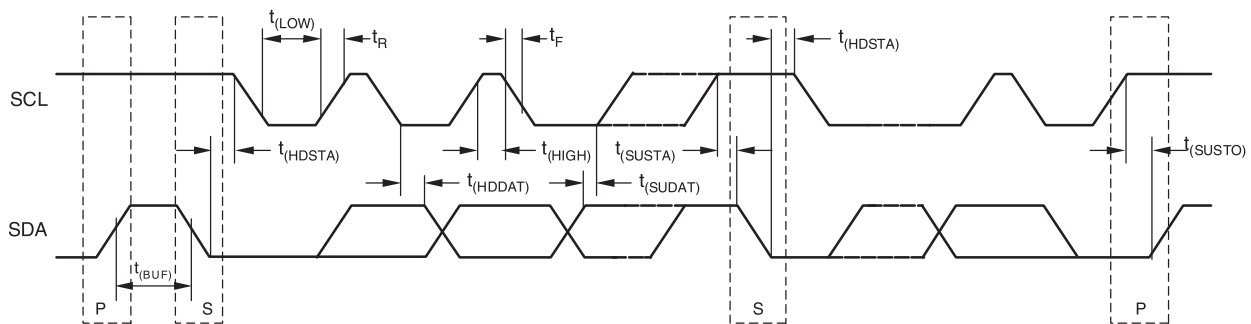 t(LOW)
tR
tF
t(HDSTA)
SCL
t(HDSTA)
t(HIGH)
t(SUSTA)
t(SUSTO)
t(HDDAT)
t(SUDAT)
SDA
t(BUF)
P
S
S
P